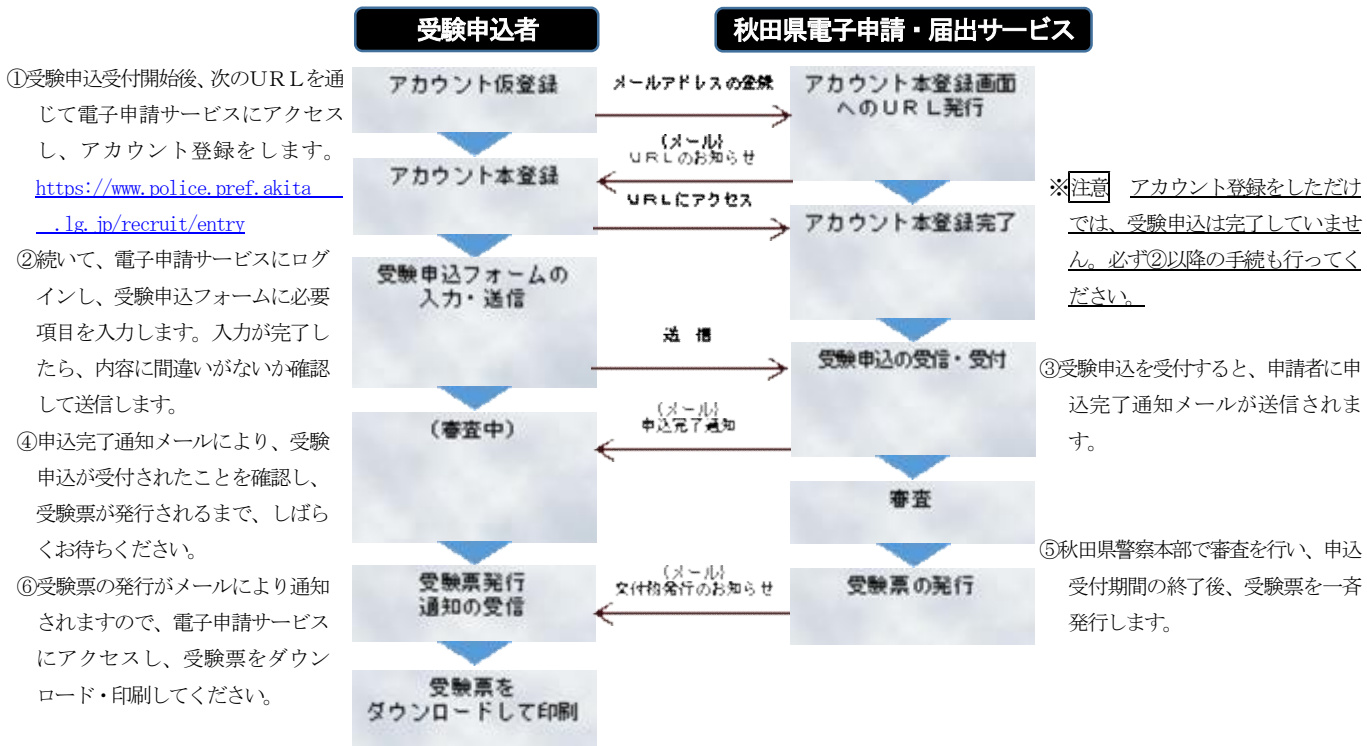 受験申込者
秋田県電子申請・届出サービス
①受験申込受付開始後、次のURLを通
じて電子申請サービスにアクセス
し、アカウント登録をします。
https://www.police.pref.akita
.lg.jp/recruit/entry
②続いて、電子申請サービスにログ
インし、受験申込フォームに必要
項目を入力します。入力が完了し
たら、内容に間違いがないか確認
して送信します。
④申込完了通知メールにより、受験
申込が受付されたことを確認し、
受験票が発行されるまで、しばら
くお待ちください。
⑥受験票の発行がメールにより通知
されますので、電子申請サービス
にアクセスし、受験票をダウン
ロード・印刷してください。
アカウント仮登録
アカウント本登録
受験申込フォームの
入力・送信
(審査中)
受験票発行
通知の受信
受験票を
ダウンロードして印刷
メールアドレスの登録
(メール)
URLのお知らせ
URLにアクセス
送 信
(メール)
申込完了通知
(メール)
交付物発行のお知らせ
アカウント本登録画面
へのURL発行
アカウント本登録完了
受験申込の受信・受付
審査
受験票の発行
※注意 アカウント登録をしただけ
では、受験申込は完了していませ
ん。必ず②以降の手続も行ってく
ださい。
③受験申込を受付すると、申請者に申
込完了通知メールが送信されま
す。
⑤秋田県警察本部で審査を行い、申込
受付期間の終了後、受験票を一斉
発行します。